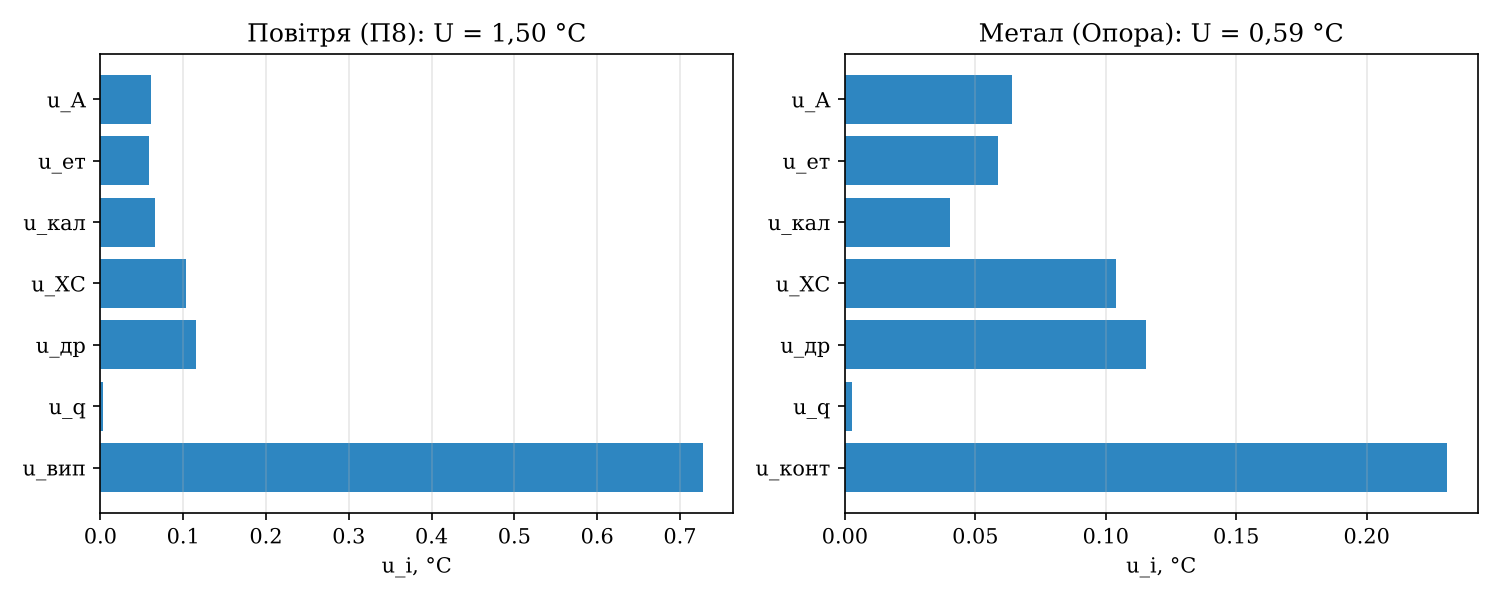 Повітря (П8): U = 1,50 °C
u_A
u_ет
u_кал
u_ХС
u_др
u_q
u_вип
0.0 0.1 0.2 0.3 0.4 0.5 0.6 0.7
u_i, °C
Метал (Опора): U = 0,59 °C
u_A
u_ет
u_кал
u_ХС
u_др
u_q
u_конт
0.00 0.05 0.10 0.15 0.20
u_i, °C